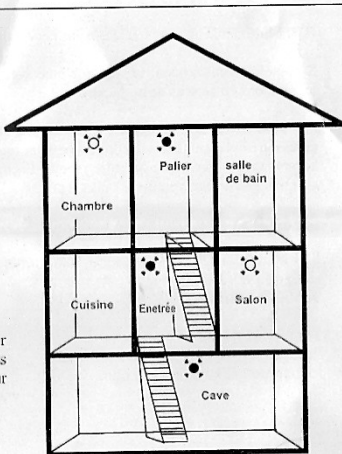 Palier
salle
de bain
Chambre
Cuisine
Enetrée
Salon
Cave